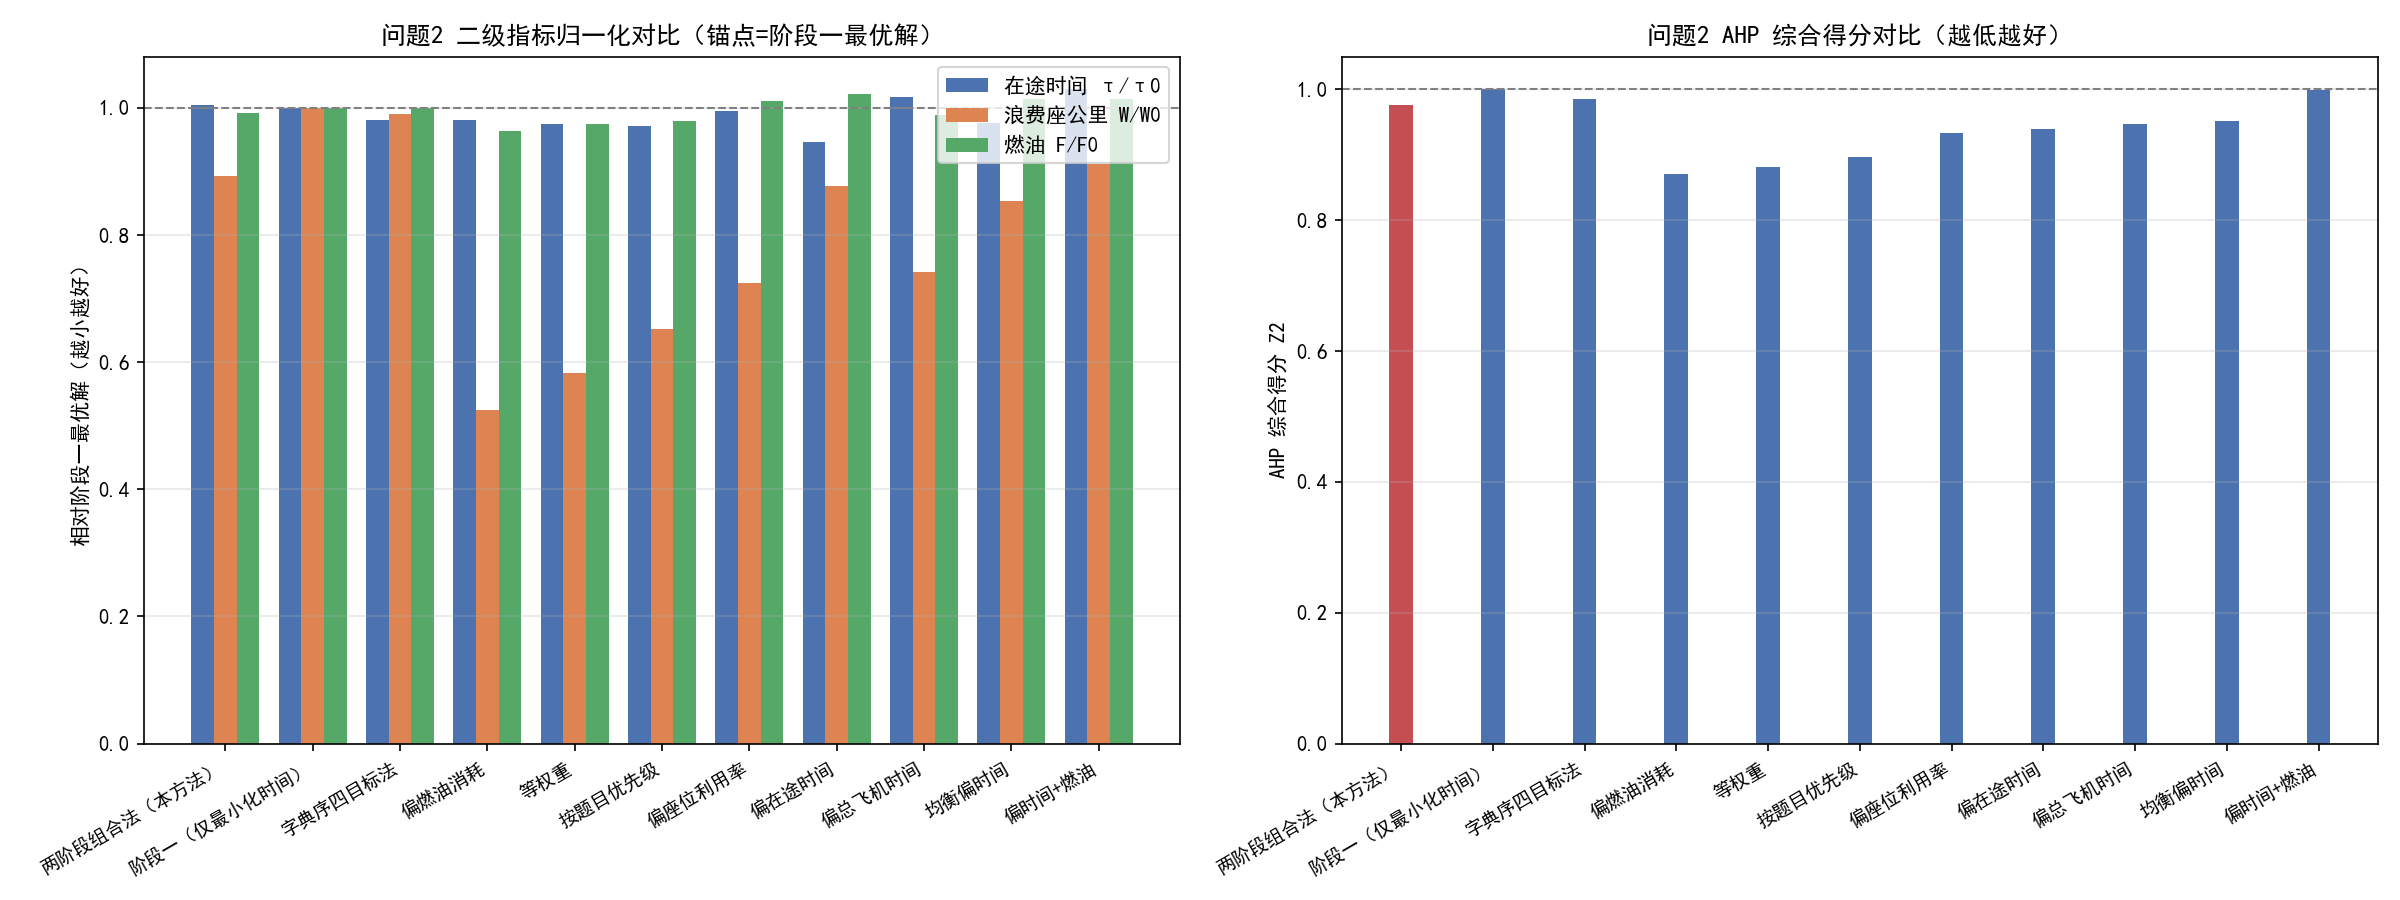 问题2 二级指标归一化对比（锚点=阶段一最优解）
相对阶段一最优解（越小越好）
1.0
0.8
0.6
0.4
0.2
0.0
在途时间 τ/τ0
浪费座公里 W/W0
燃油 F/F0
两阶段组合法（本方法）
阶段一（仅最小化时间）
字典序四目标法
偏燃油消耗
等权重
按题目优先级
偏座位利用率
偏在途时间
偏总飞机时间
均衡偏时间
偏时间+燃油
问题2 AHP 综合得分对比（越低越好）
AHP 综合得分 Z2
1.0
0.8
0.6
0.4
0.2
0.0
两阶段组合法（本方法）
阶段一（仅最小化时间）
字典序四目标法
偏燃油消耗
等权重
按题目优先级
偏座位利用率
偏在途时间
偏总飞机时间
均衡偏时间
偏时间+燃油